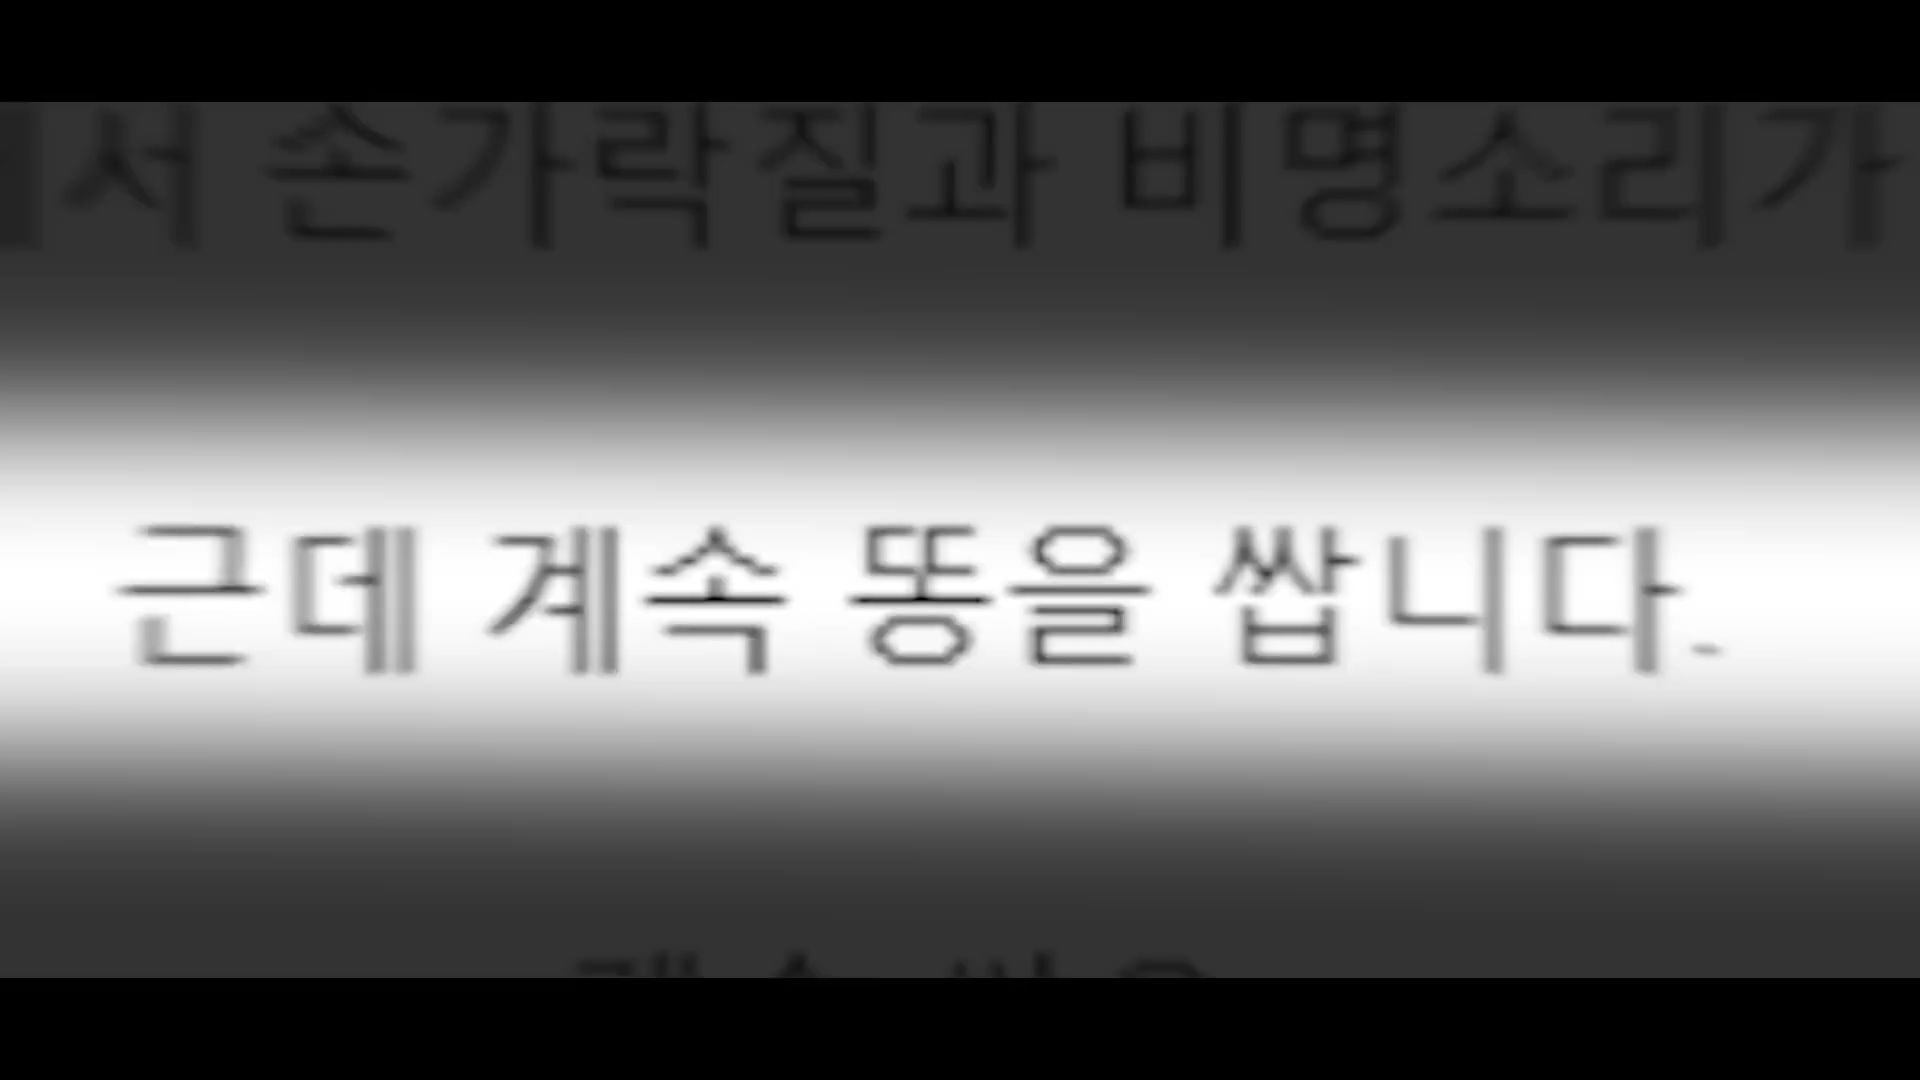 서 손가락질과 비명소리가
근데 계속 똥을 쌉니다.